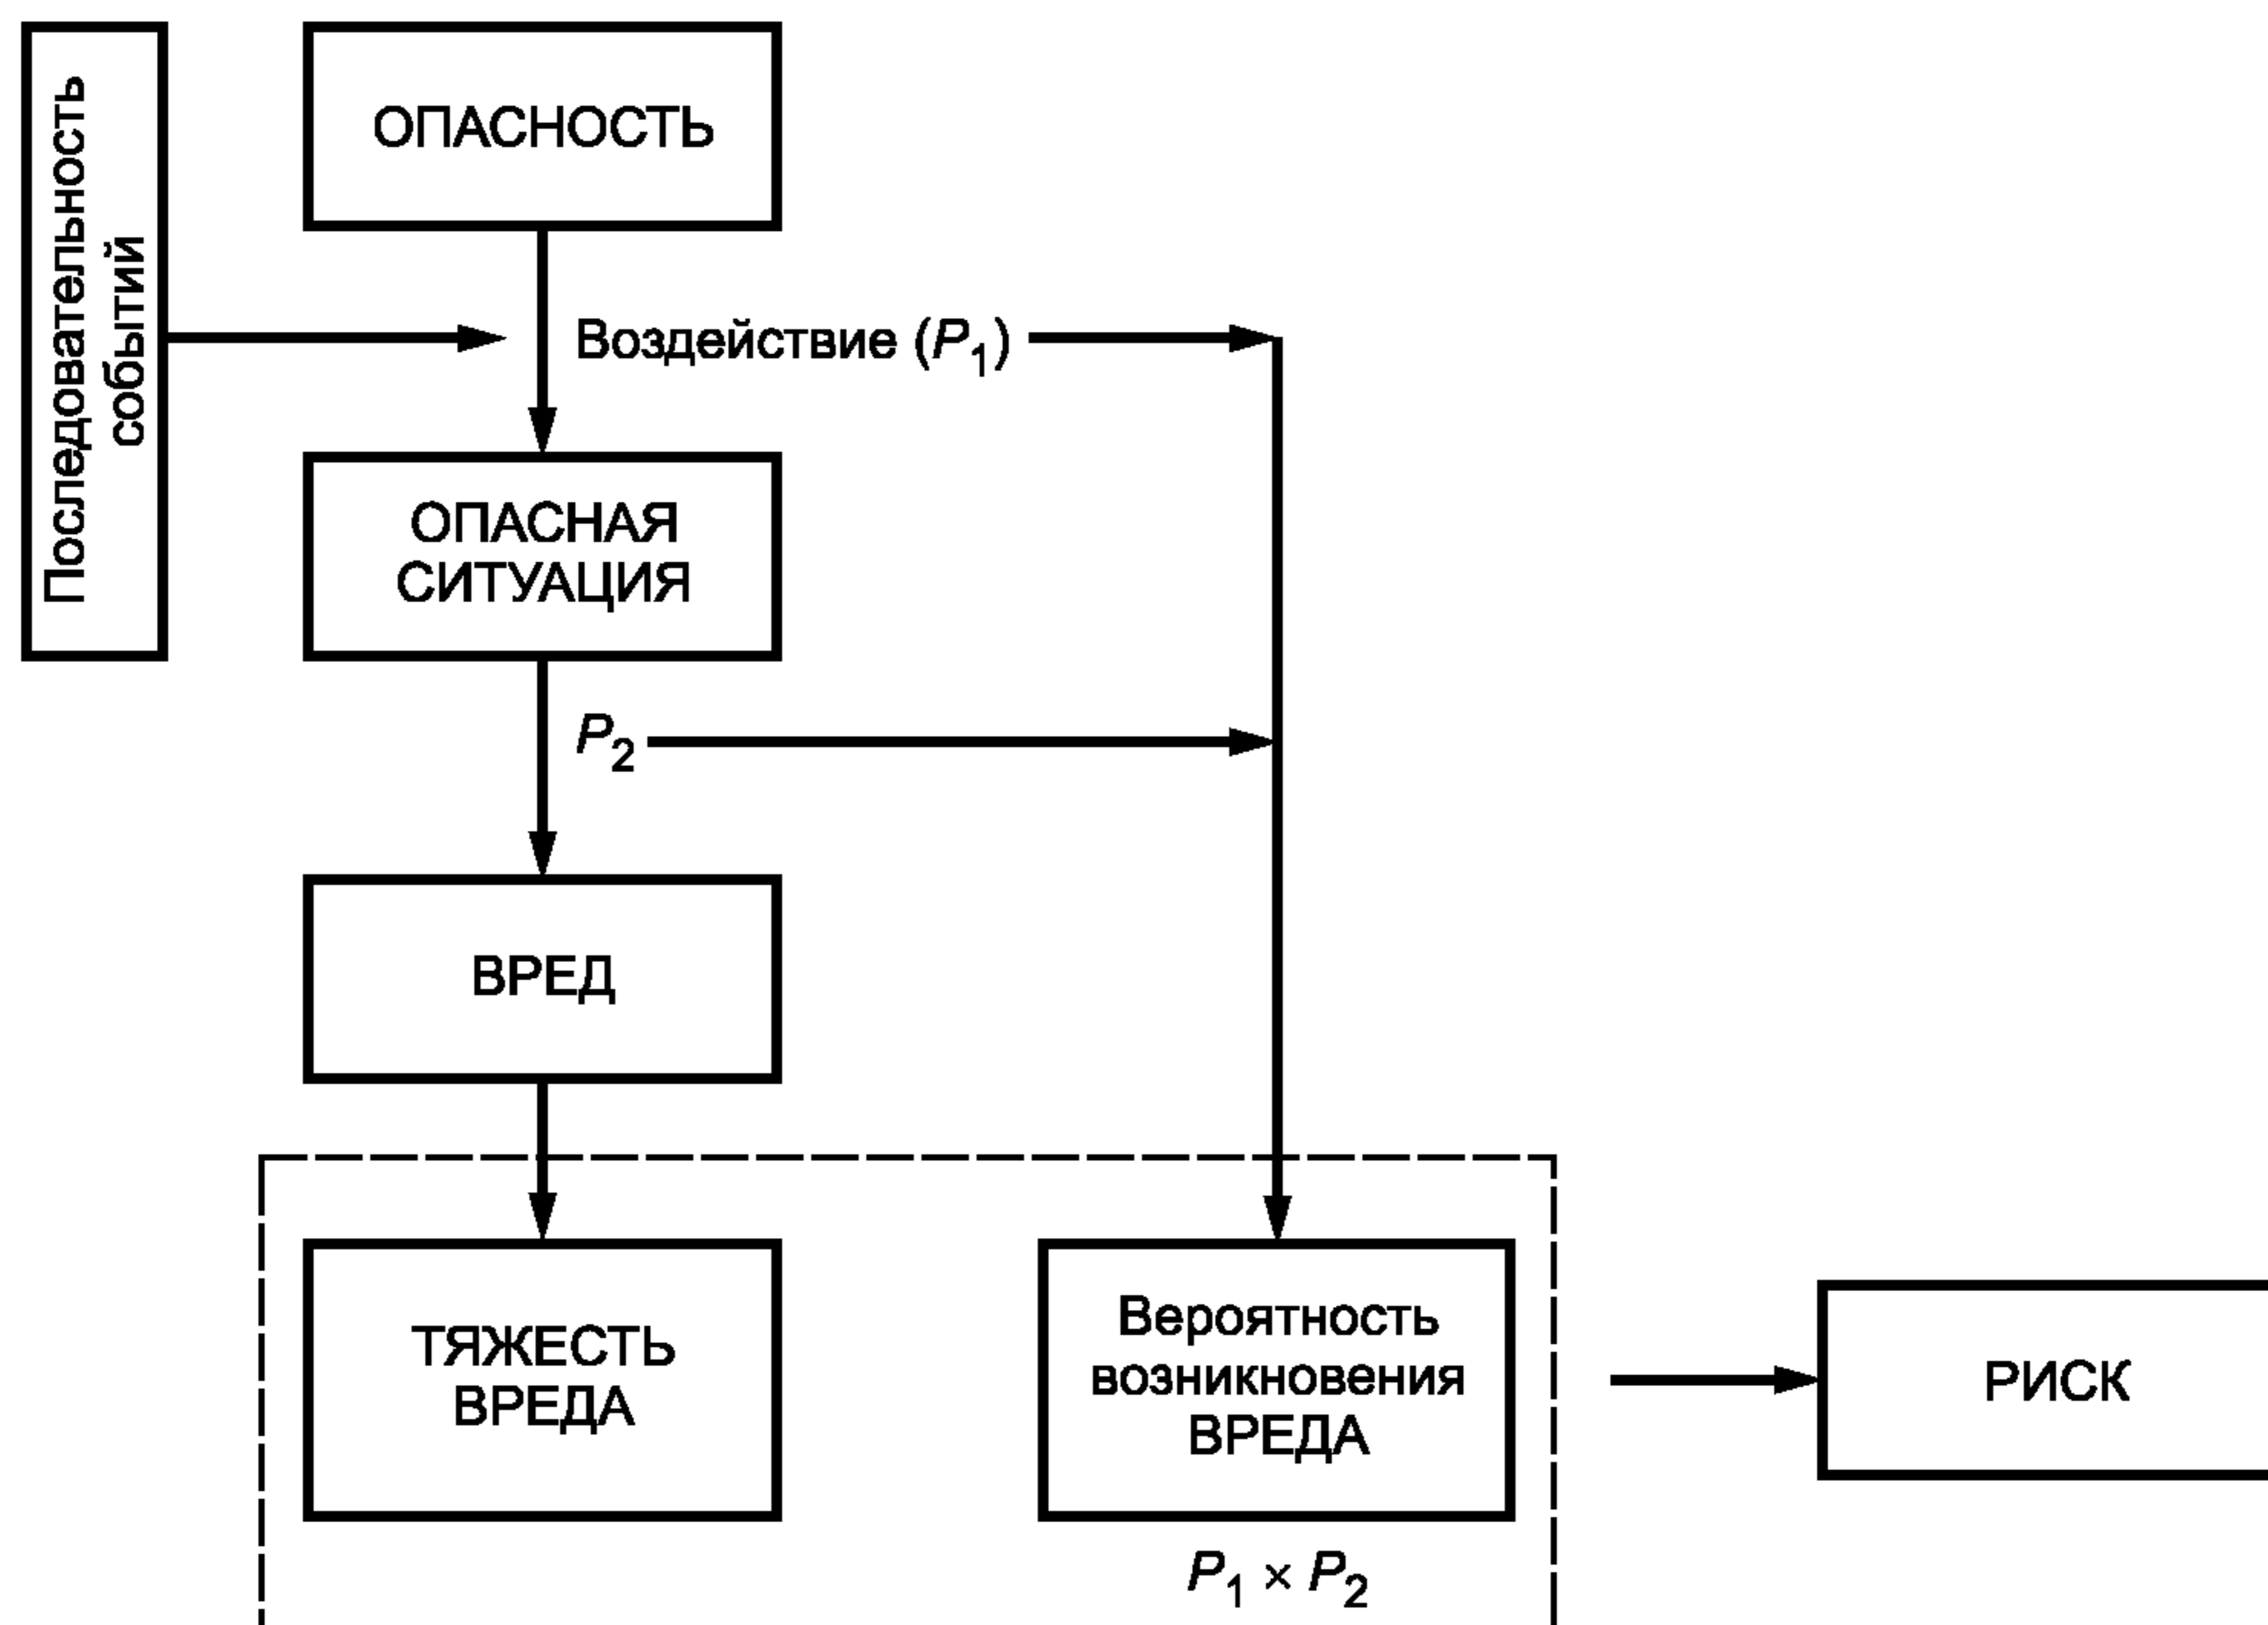 Последовательность
событий
ОПАСНОСТЬ
Воздействие (P1)
ОПАСНАЯ
СИТУАЦИЯ
P2
ВРЕД
ТЯЖЕСТЬ
ВРЕДА
Вероятность
возникновения
ВРЕДА
P1 × P2
РИСК